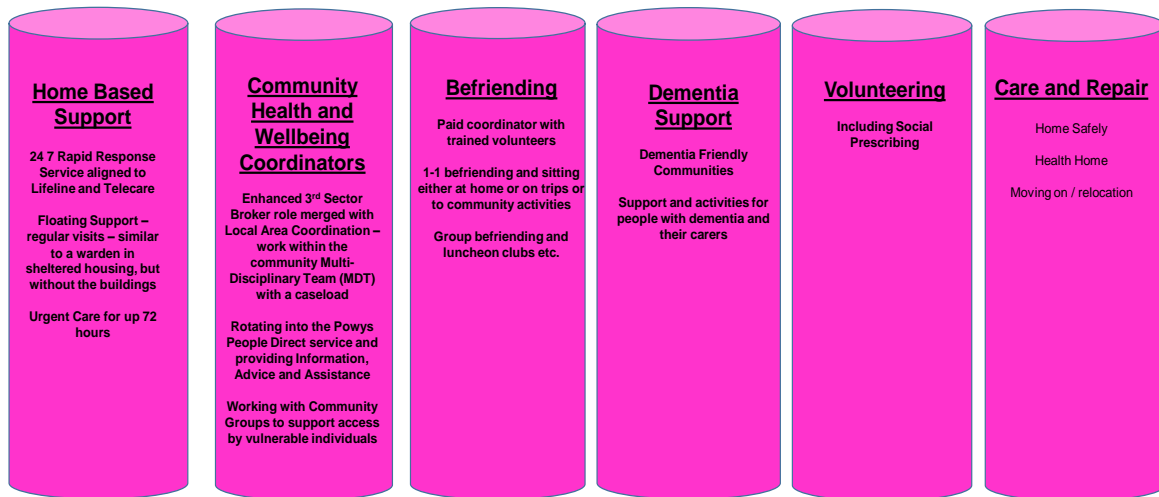 Home Based
Support
24 7 Rapid Response
Service aligned to
Lifeline and Telecare
Floating Support –
regular visits – similar
to a warden in
sheltered housing, but
without the buildings
Urgent Care for up 72
hours
Community
Health and
Wellbeing
Coordinators
Enhanced 3rd Sector
Broker role merged with
Local Area Coordination –
work within the
community Multi-
Disciplinary Team (MDT)
with a caseload
Rotating into the Powys
People Direct service and
providing Information,
Advice and Assistance
Working with Community
Groups to support access
by vulnerable individuals
Befriending
Paid coordinator with
trained volunteers
1-1 befriending and sitting
either at home or on trips or
to community activities
Group befriending and
luncheon clubs etc.
Dementia
Support
Dementia Friendly
Communities
Support and activities for
people with dementia and
their carers
Volunteering
Including Social
Prescribing
Care and Repair
Home Safely
Health Home
Moving on / relocation